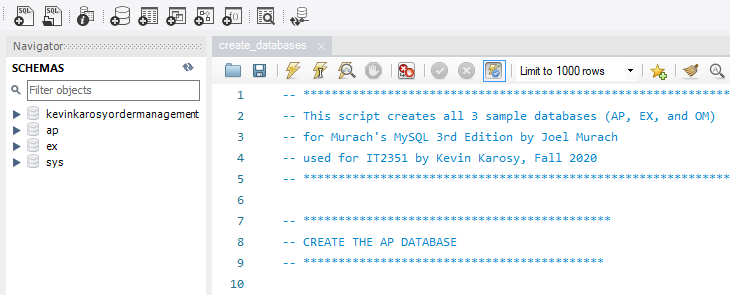 Navigator
SCHEMAS
Filter objects
kevinkarosyordermanagement
ap
ex
sys
create_databases
Limit to 1000 rows
1 -- ************************************************************
2 -- This script creates all 3 sample databases (AP, EX, and OM)
3 -- for Murach's MySQL 3rd Edition by Joel Murach
4 -- used for IT2351 by Kevin Karosy, Fall 2020
5 -- ************************************************************
6
7 -- ********************************************
8 -- CREATE THE AP DATABASE
9 -- *******************************************
10